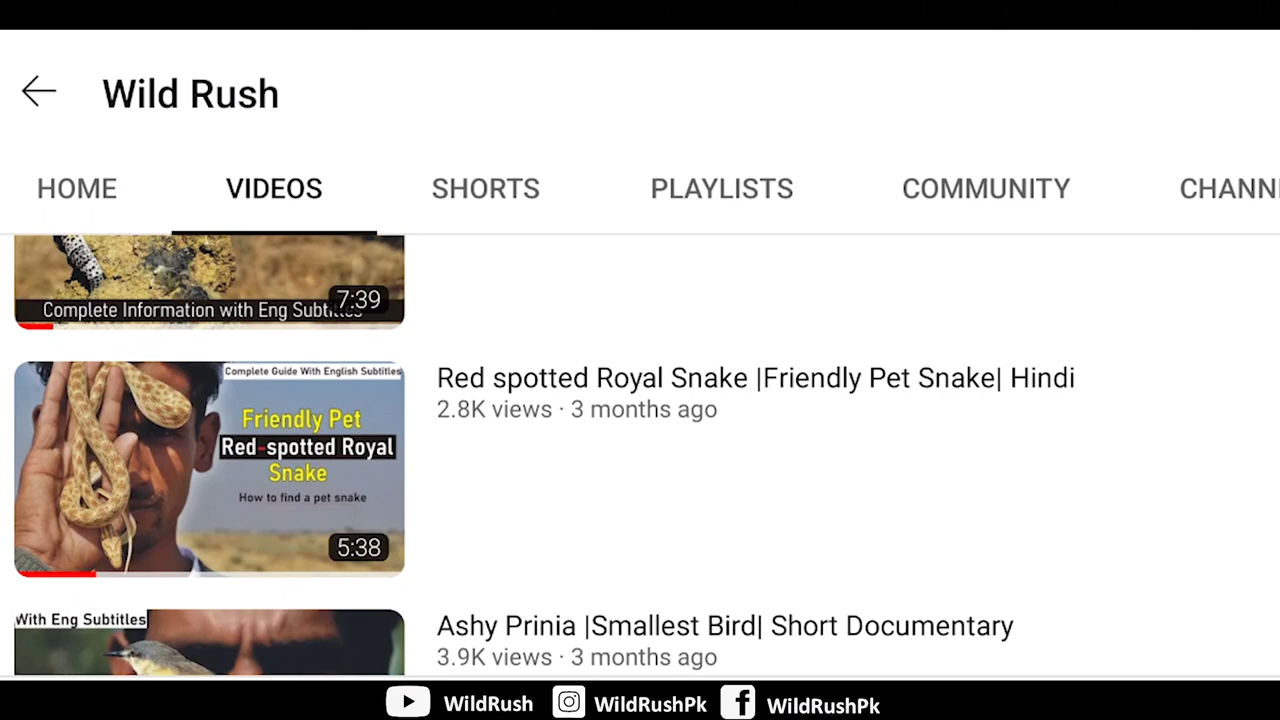 Wild Rush
HOME VIDEOS SHORTS PLAYLISTS COMMUNITY CHANN
7:39
Complete Information with Eng Subtitles
Complete Guide With English Subtitles
Friendly Pet
Red-spotted Royal
Snake
How to find a pet snake
5:38
Red spotted Royal Snake |Friendly Pet Snake| Hindi
2.8K views · 3 months ago
With Eng Subtitles
Ashy Prinia |Smallest Bird| Short Documentary
3.9K views · 3 months ago
WildRush WildRushPk WildRushPk